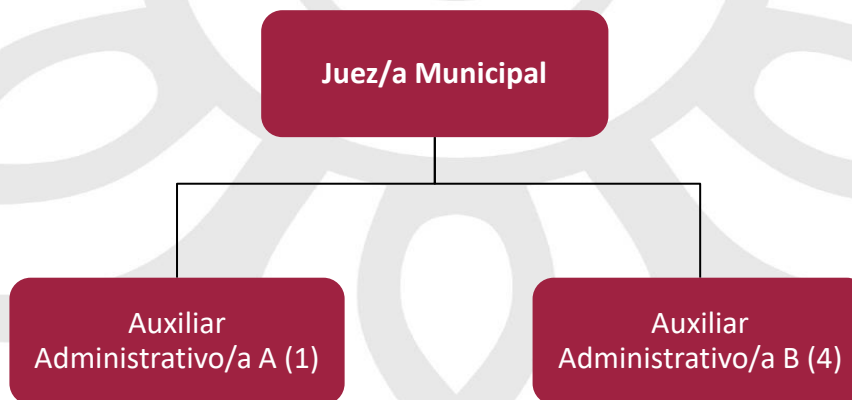 Juez/a Municipal
Auxiliar
Administrativo/a A (1)
Auxiliar
Administrativo/a B (4)